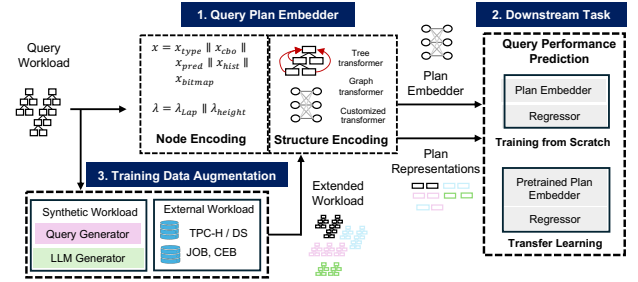 1. Query Plan Embedder
2. Downstream Task
Query
Workload
x = x_type ∥ x_cbo ∥
x_pred ∥ x_hist ∥
x_bitmap
λ = λ_Lap ∥ λ_height
Node Encoding
Tree
transformer
Graph
transformer
Customized
transformer
Structure Encoding
Plan
Embedder
Plan
Representations
Query Performance
Prediction
Plan Embedder
Regressor
Training from Scratch
Pretrained Plan
Embedder
Regressor
Transfer Learning
3. Training Data Augmentation
Synthetic Workload
Query Generator
LLM Generator
External Workload
TPC-H / DS
JOB, CEB
Extended
Workload